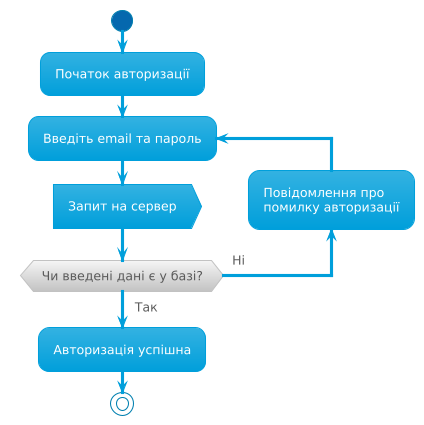 Початок авторизації
Введіть email та пароль
Запит на сервер
Повідомлення про
помилку авторизації
Чи введені дані є у базі?
Ні
Так
Авторизація успішна